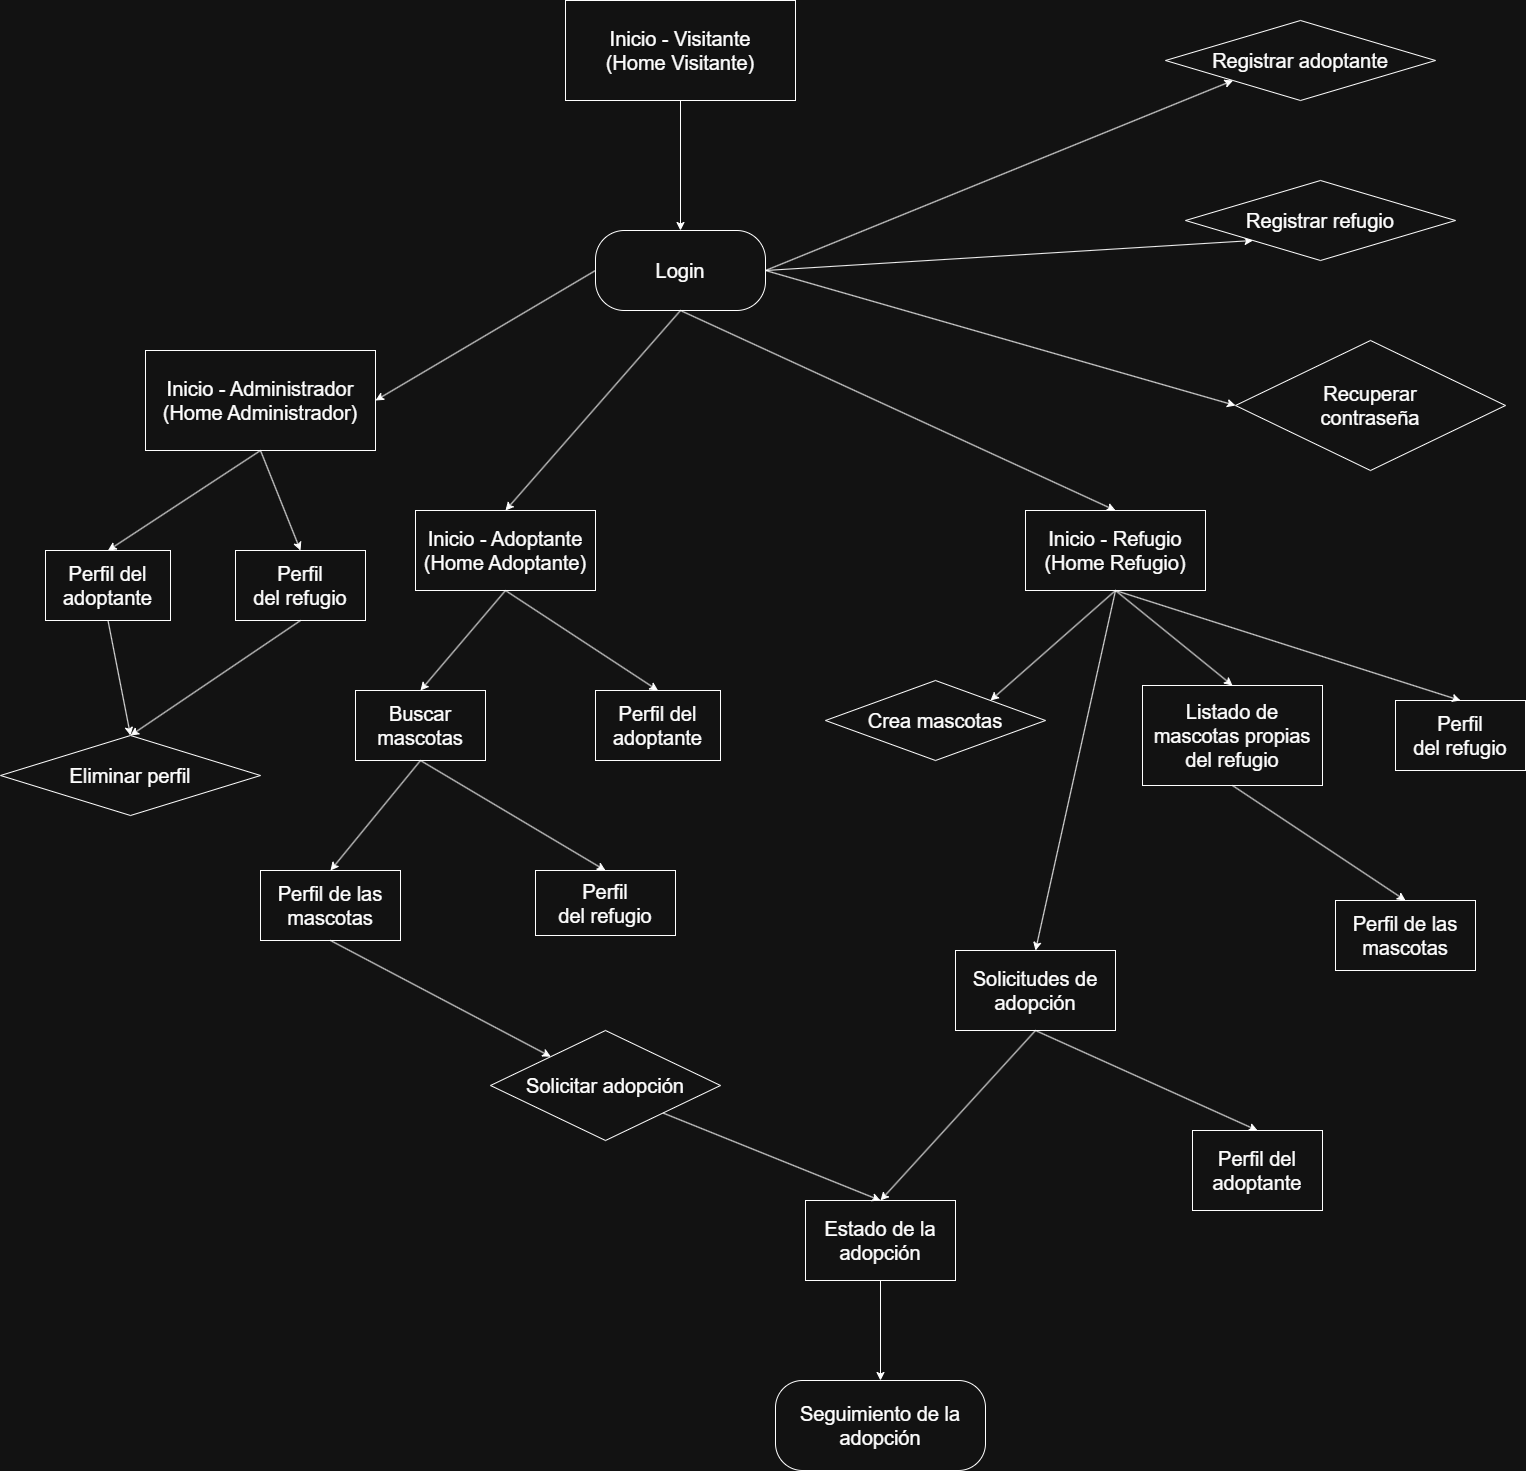 Inicio - Visitante
(Home Visitante)
Registrar adoptante
Registrar refugio
Login
Recuperar
contraseña
Inicio - Administrador
(Home Administrador)
Inicio - Adoptante
(Home Adoptante)
Inicio - Refugio
(Home Refugio)
Perfil del
adoptante
Perfil
del refugio
Buscar
mascotas
Perfil del
adoptante
Crea mascotas
Listado de
mascotas propias
del refugio
Perfil
del refugio
Eliminar perfil
Perfil de las
mascotas
Perfil
del refugio
Perfil de las
mascotas
Solicitudes de
adopción
Solicitar adopción
Perfil del
adoptante
Estado de la
adopción
Seguimiento de la
adopción